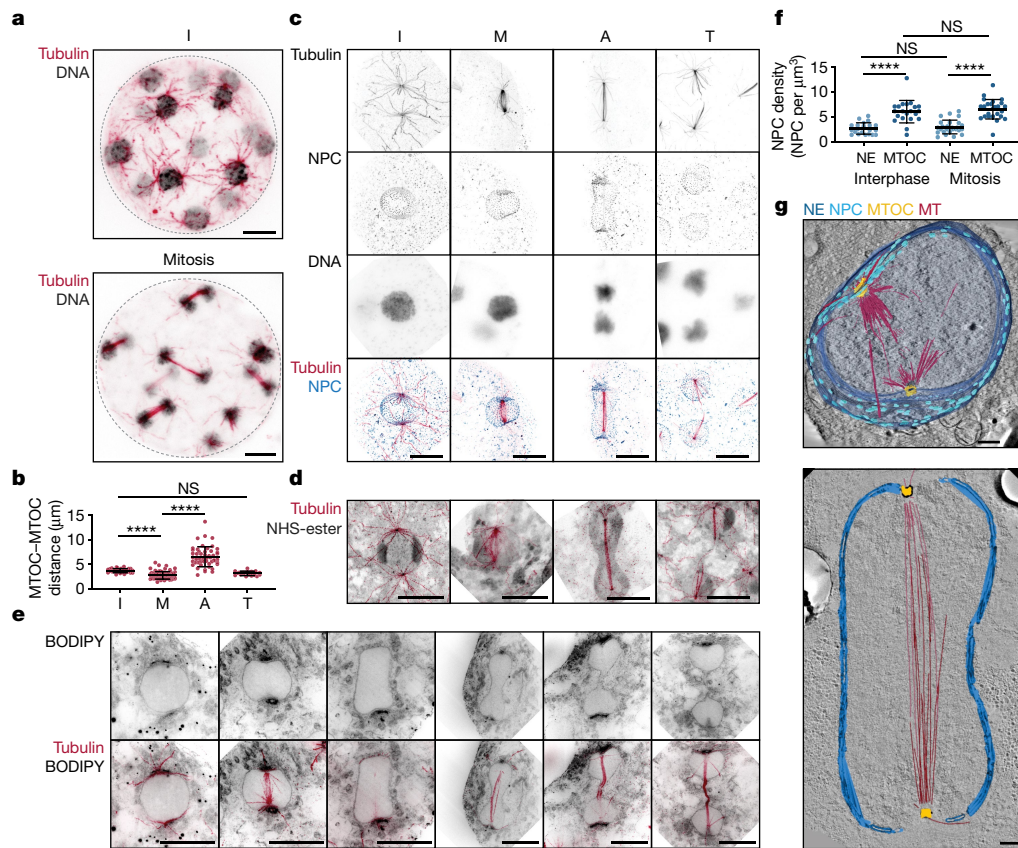 a
I
Tubulin
DNA
Mitosis
Tubulin
DNA
b
NS
****
****
MTOC–MTOC
distance (μm)
15
10
5
0
I M A T
c
I M A T
Tubulin
NPC
DNA
Tubulin
NPC
d
Tubulin
NHS-ester
e
BODIPY
Tubulin
BODIPY
f
NS
NS
****
****
NPC density
(NPC per μm³)
15
10
5
0
NE MTOC NE MTOC
Interphase Mitosis
g
NE NPC MTOC MT